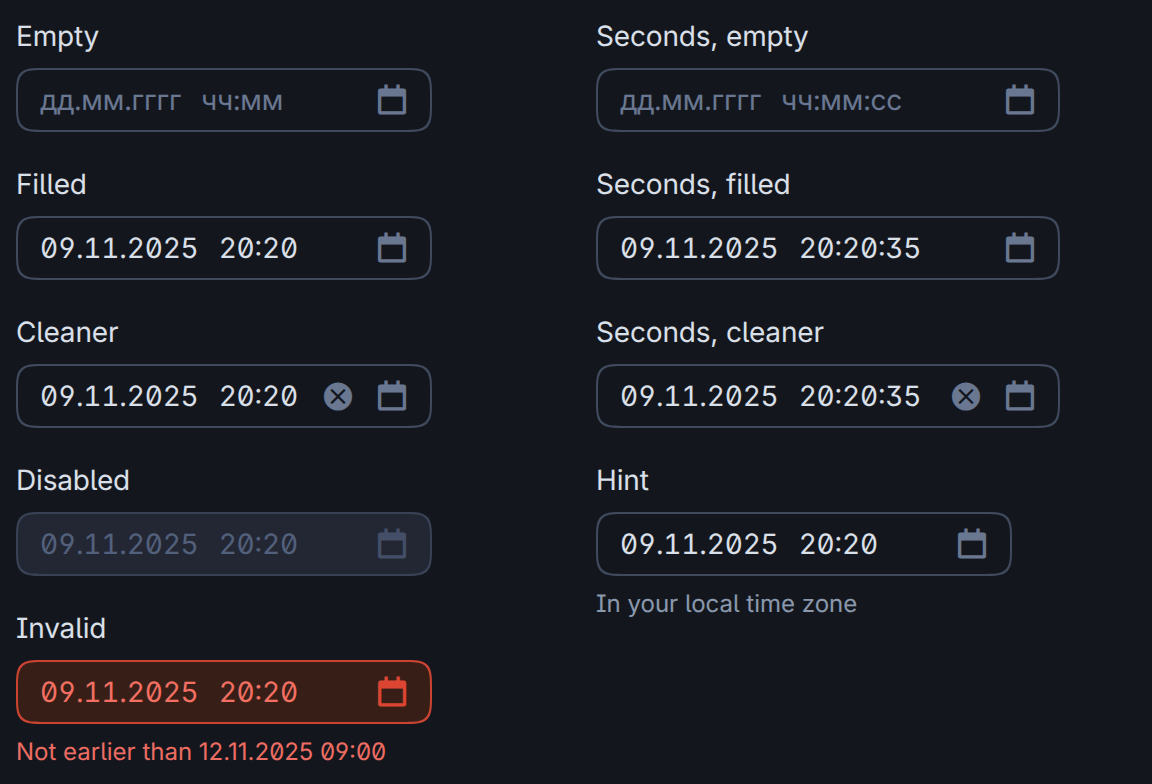 Empty
дд.мм.гггг чч:мм
Filled
09.11.2025 20:20
Cleaner
09.11.2025 20:20
Disabled
09.11.2025 20:20
Invalid
09.11.2025 20:20
Not earlier than 12.11.2025 09:00
Seconds, empty
дд.мм.гггг чч:мм:сс
Seconds, filled
09.11.2025 20:20:35
Seconds, cleaner
09.11.2025 20:20:35
Hint
09.11.2025 20:20
In your local time zone